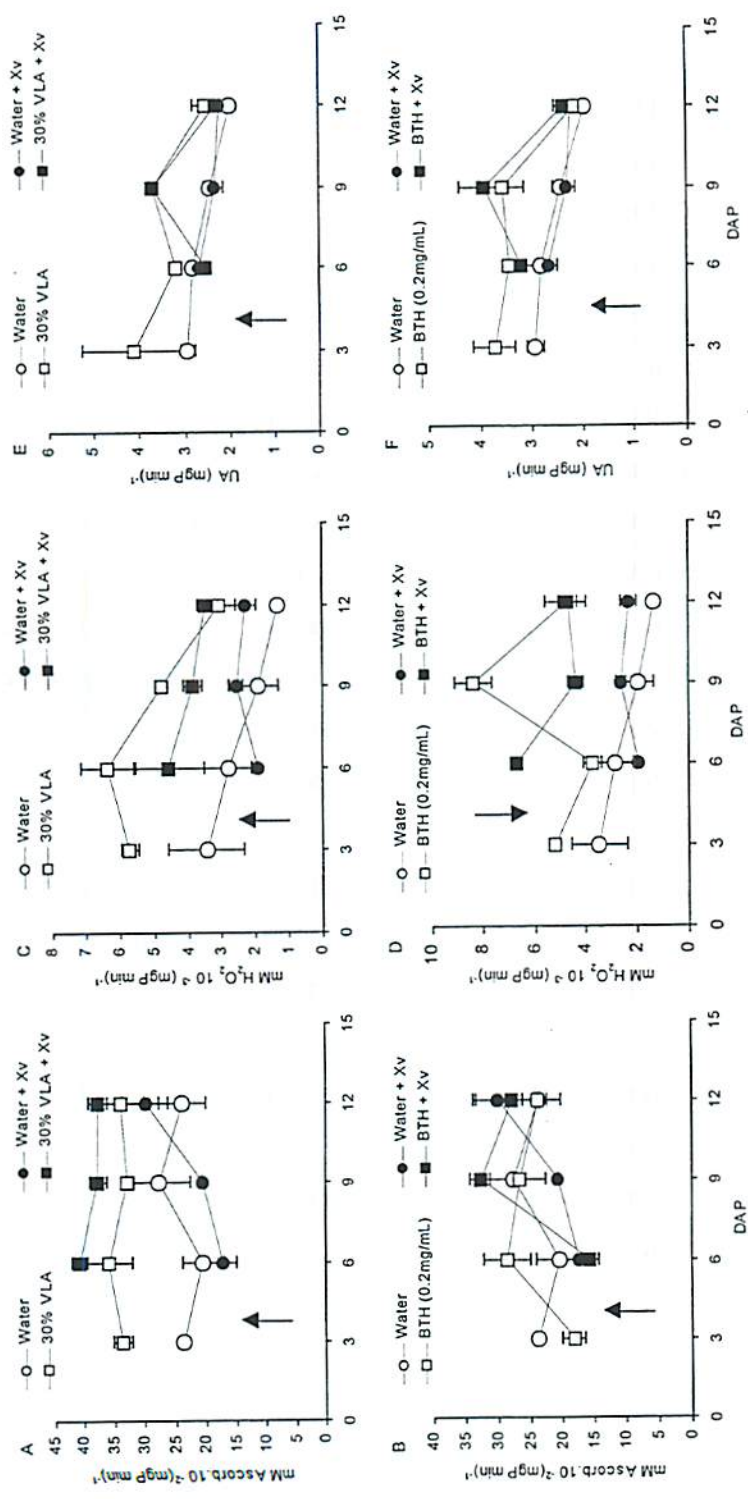 A
Water
Water + Xv
30% VLA
30% VLA + Xv
mM Ascorb.10⁻²(mgP min)⁻¹
45
40
35
30
25
20
15
10
5
0
0 3 6 9 12 15
C
Water
Water + Xv
30% VLA
30% VLA + Xv
mM H₂O₂ 10⁻³ (mgP min)⁻¹
8
7
6
5
4
3
2
1
0
0 3 6 9 12 15
E
Water
Water + Xv
30% VLA
30% VLA + Xv
UA (mgP min)⁻¹
6
5
4
3
2
1
0
0 3 6 9 12 15
B
Water
Water + Xv
BTH (0.2mg/mL)
BTH + Xv
mM Ascorb.10⁻²(mgP min)⁻¹
40
35
30
25
20
15
10
5
0
0 3 6 9 12 15
DAP
D
Water
Water + Xv
BTH (0.2mg/mL)
BTH + Xv
mM H₂O₂ 10⁻³ (mgP min)⁻¹
10
8
6
4
2
0
0 3 6 9 12 15
DAP
F
Water
Water + Xv
BTH (0.2mg/mL)
BTH + Xv
UA (mgP min)⁻¹
5
4
3
2
1
0
0 3 6 9 12 15
DAP